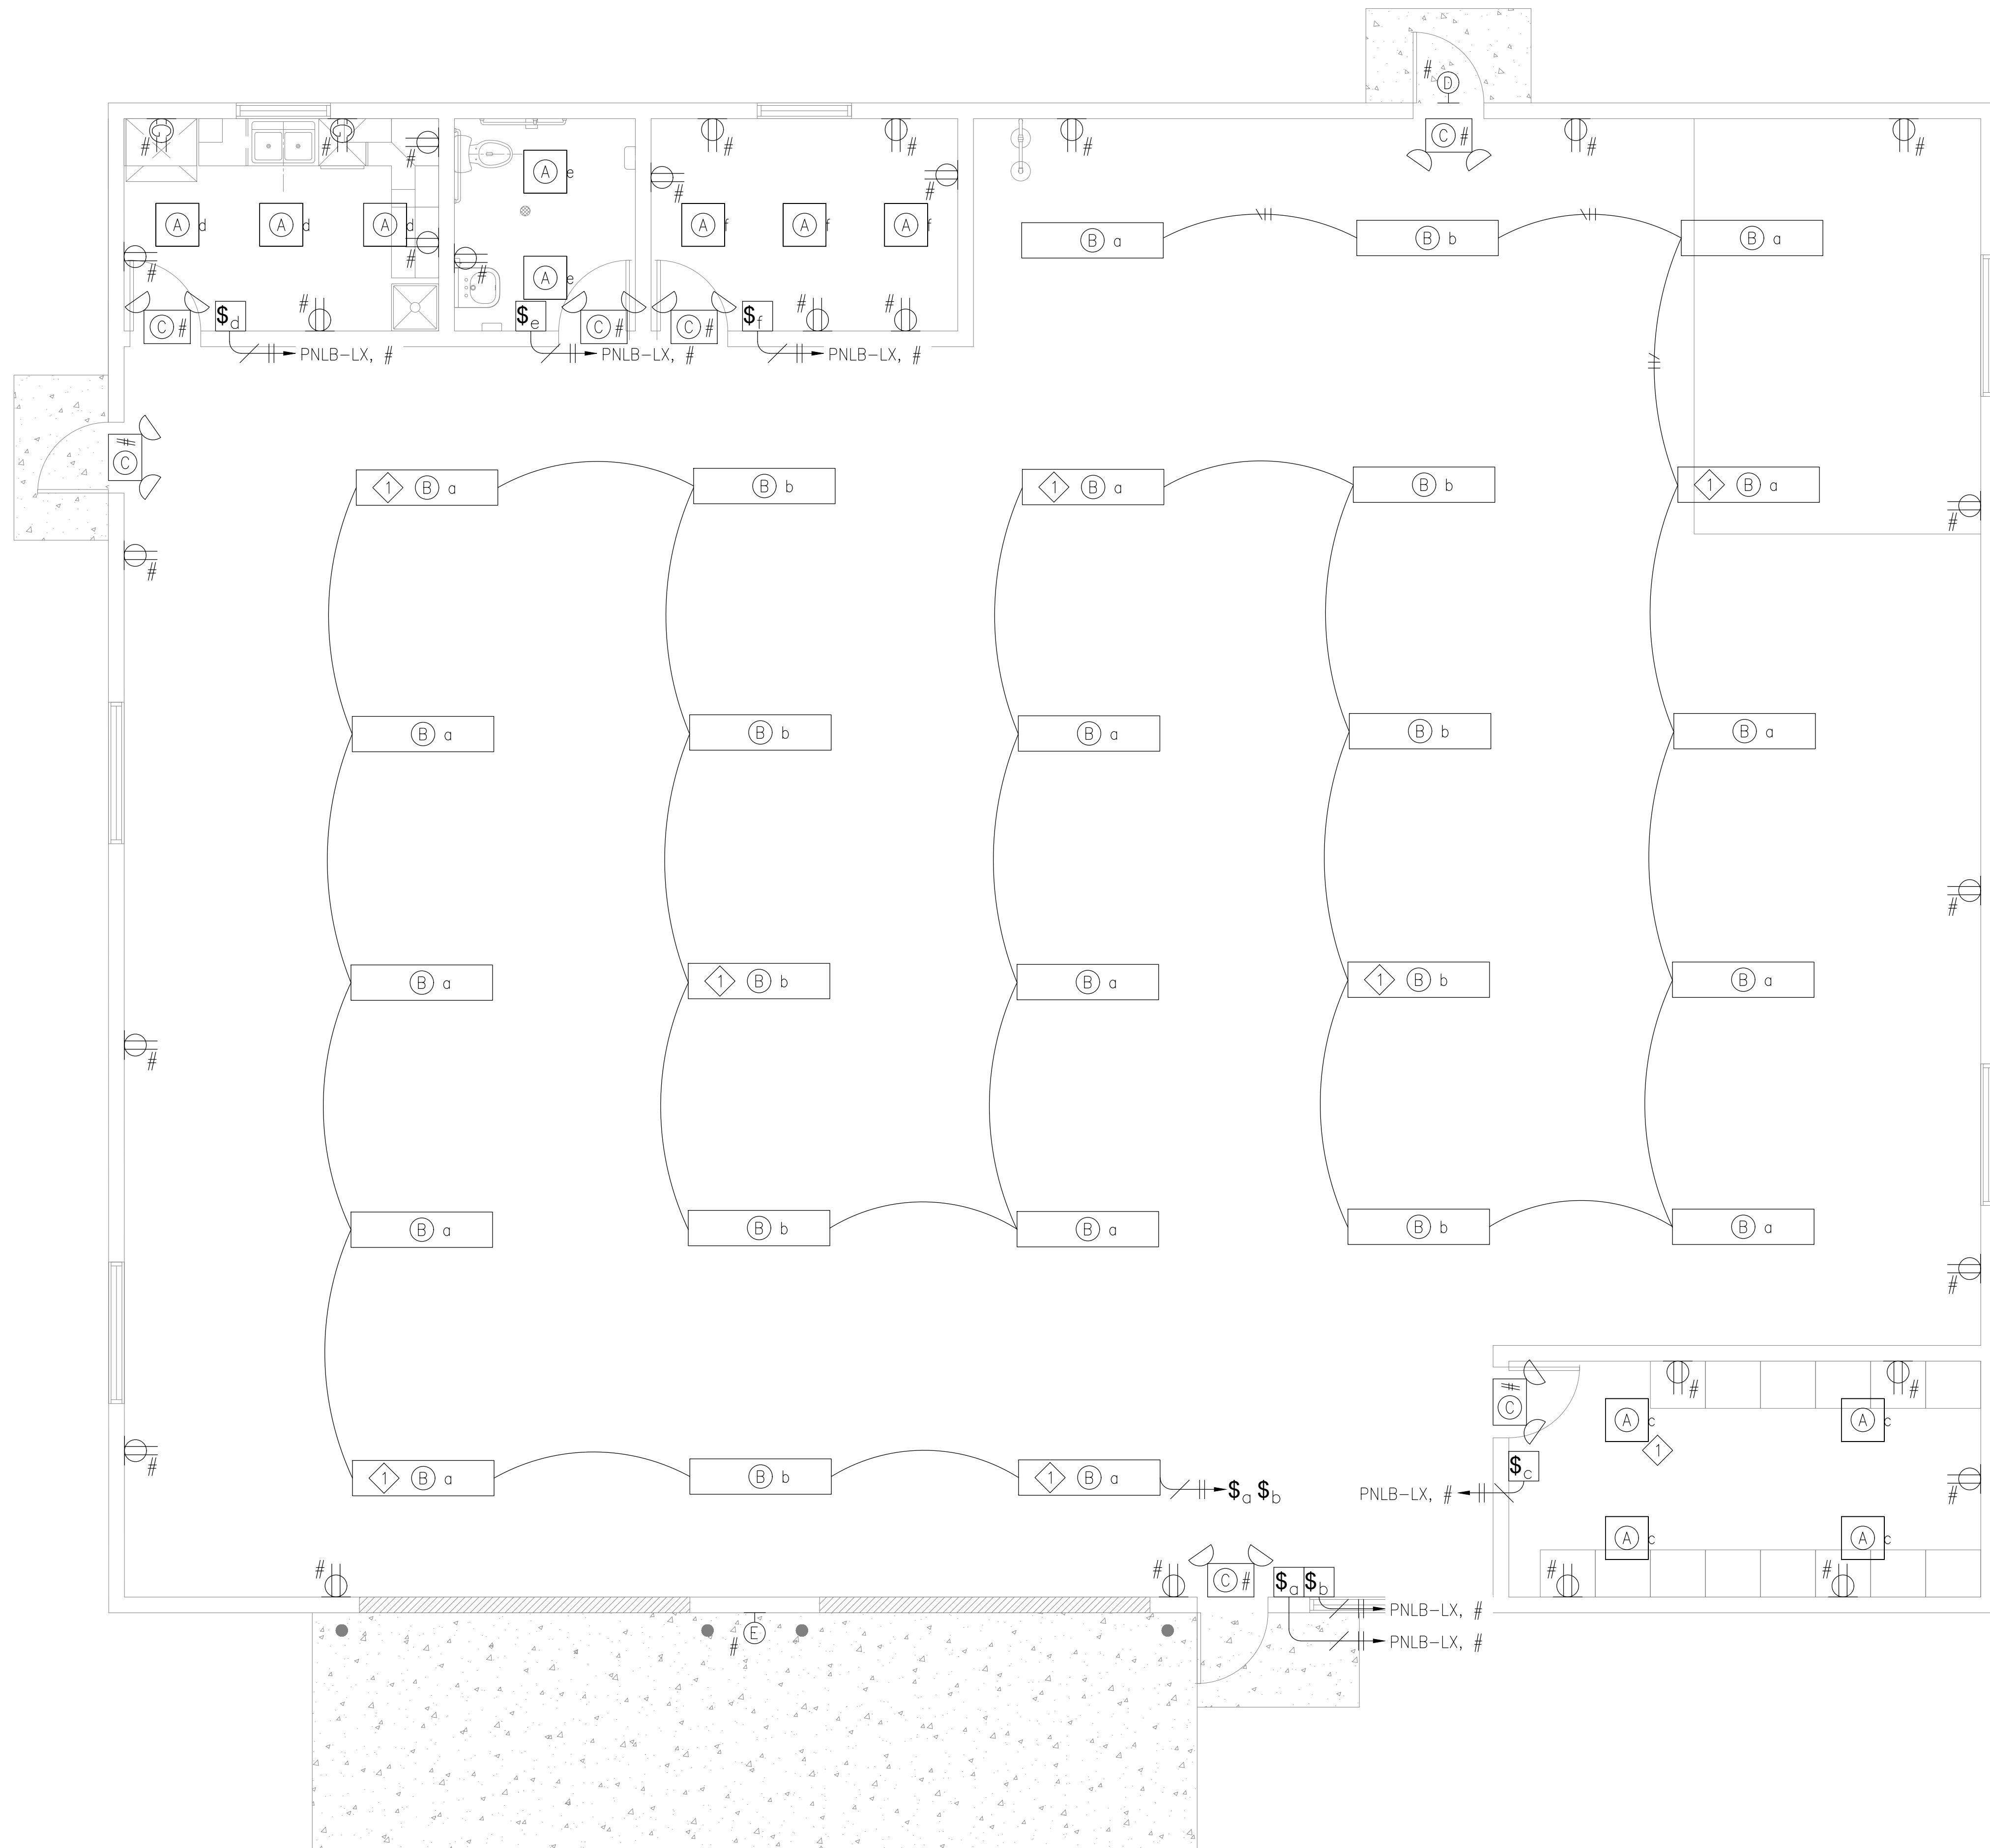 # D
C #
# # # # # # # # #
A e
# #
A d A d A d A f A f A f
B a B b B a
# # #
A e
# # # #
C # $d $e C # C # $f
PNLB-LX, # PNLB-LX, # PNLB-LX, #
# C
1 B a B b 1 B a B b 1 B a
#
#
B a B b B a B b B a
#
B a 1 B b B a 1 B b B a
#
B a B b B a B b B a
#
# C
# #
A c A c
1
#
$c
1 B a B b 1 B a $a $b PNLB-LX, #
#
A c A c
# # # #
C # $a $b
PNLB-LX, #
# E
PNLB-LX, #